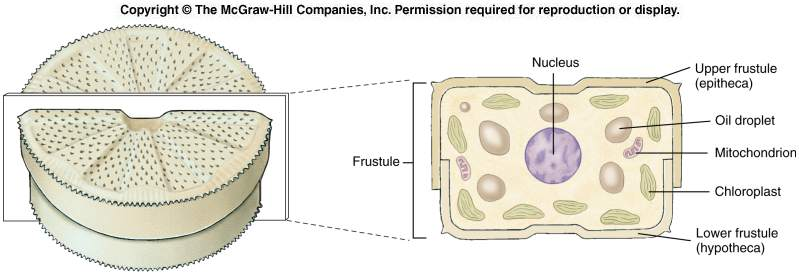 Copyright © The McGraw-Hill Companies, Inc. Permission required for reproduction or display.
Nucleus
Upper frustule
(epitheca)
Oil droplet
Mitochondrion
Frustule
Chloroplast
Lower frustule
(hypotheca)